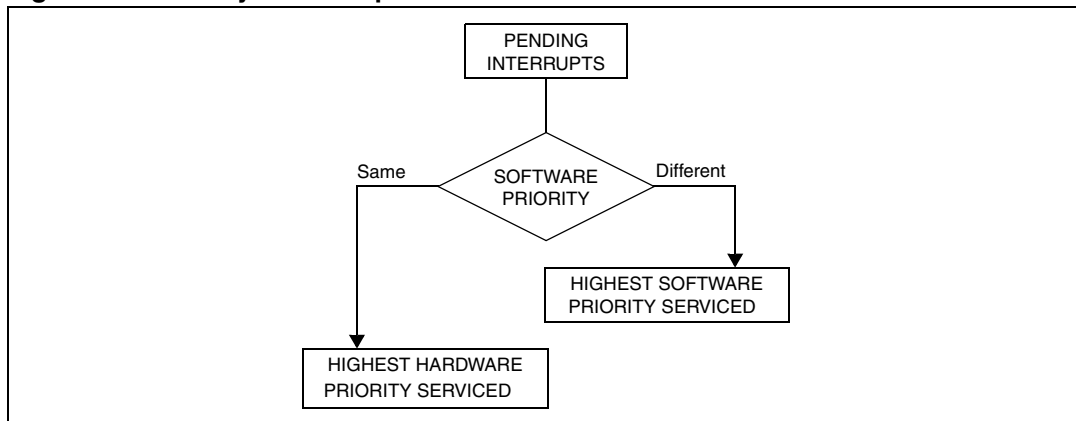 PENDING
INTERRUPTS
Same
SOFTWARE
PRIORITY
Different
HIGHEST SOFTWARE
PRIORITY SERVICED
HIGHEST HARDWARE
PRIORITY SERVICED